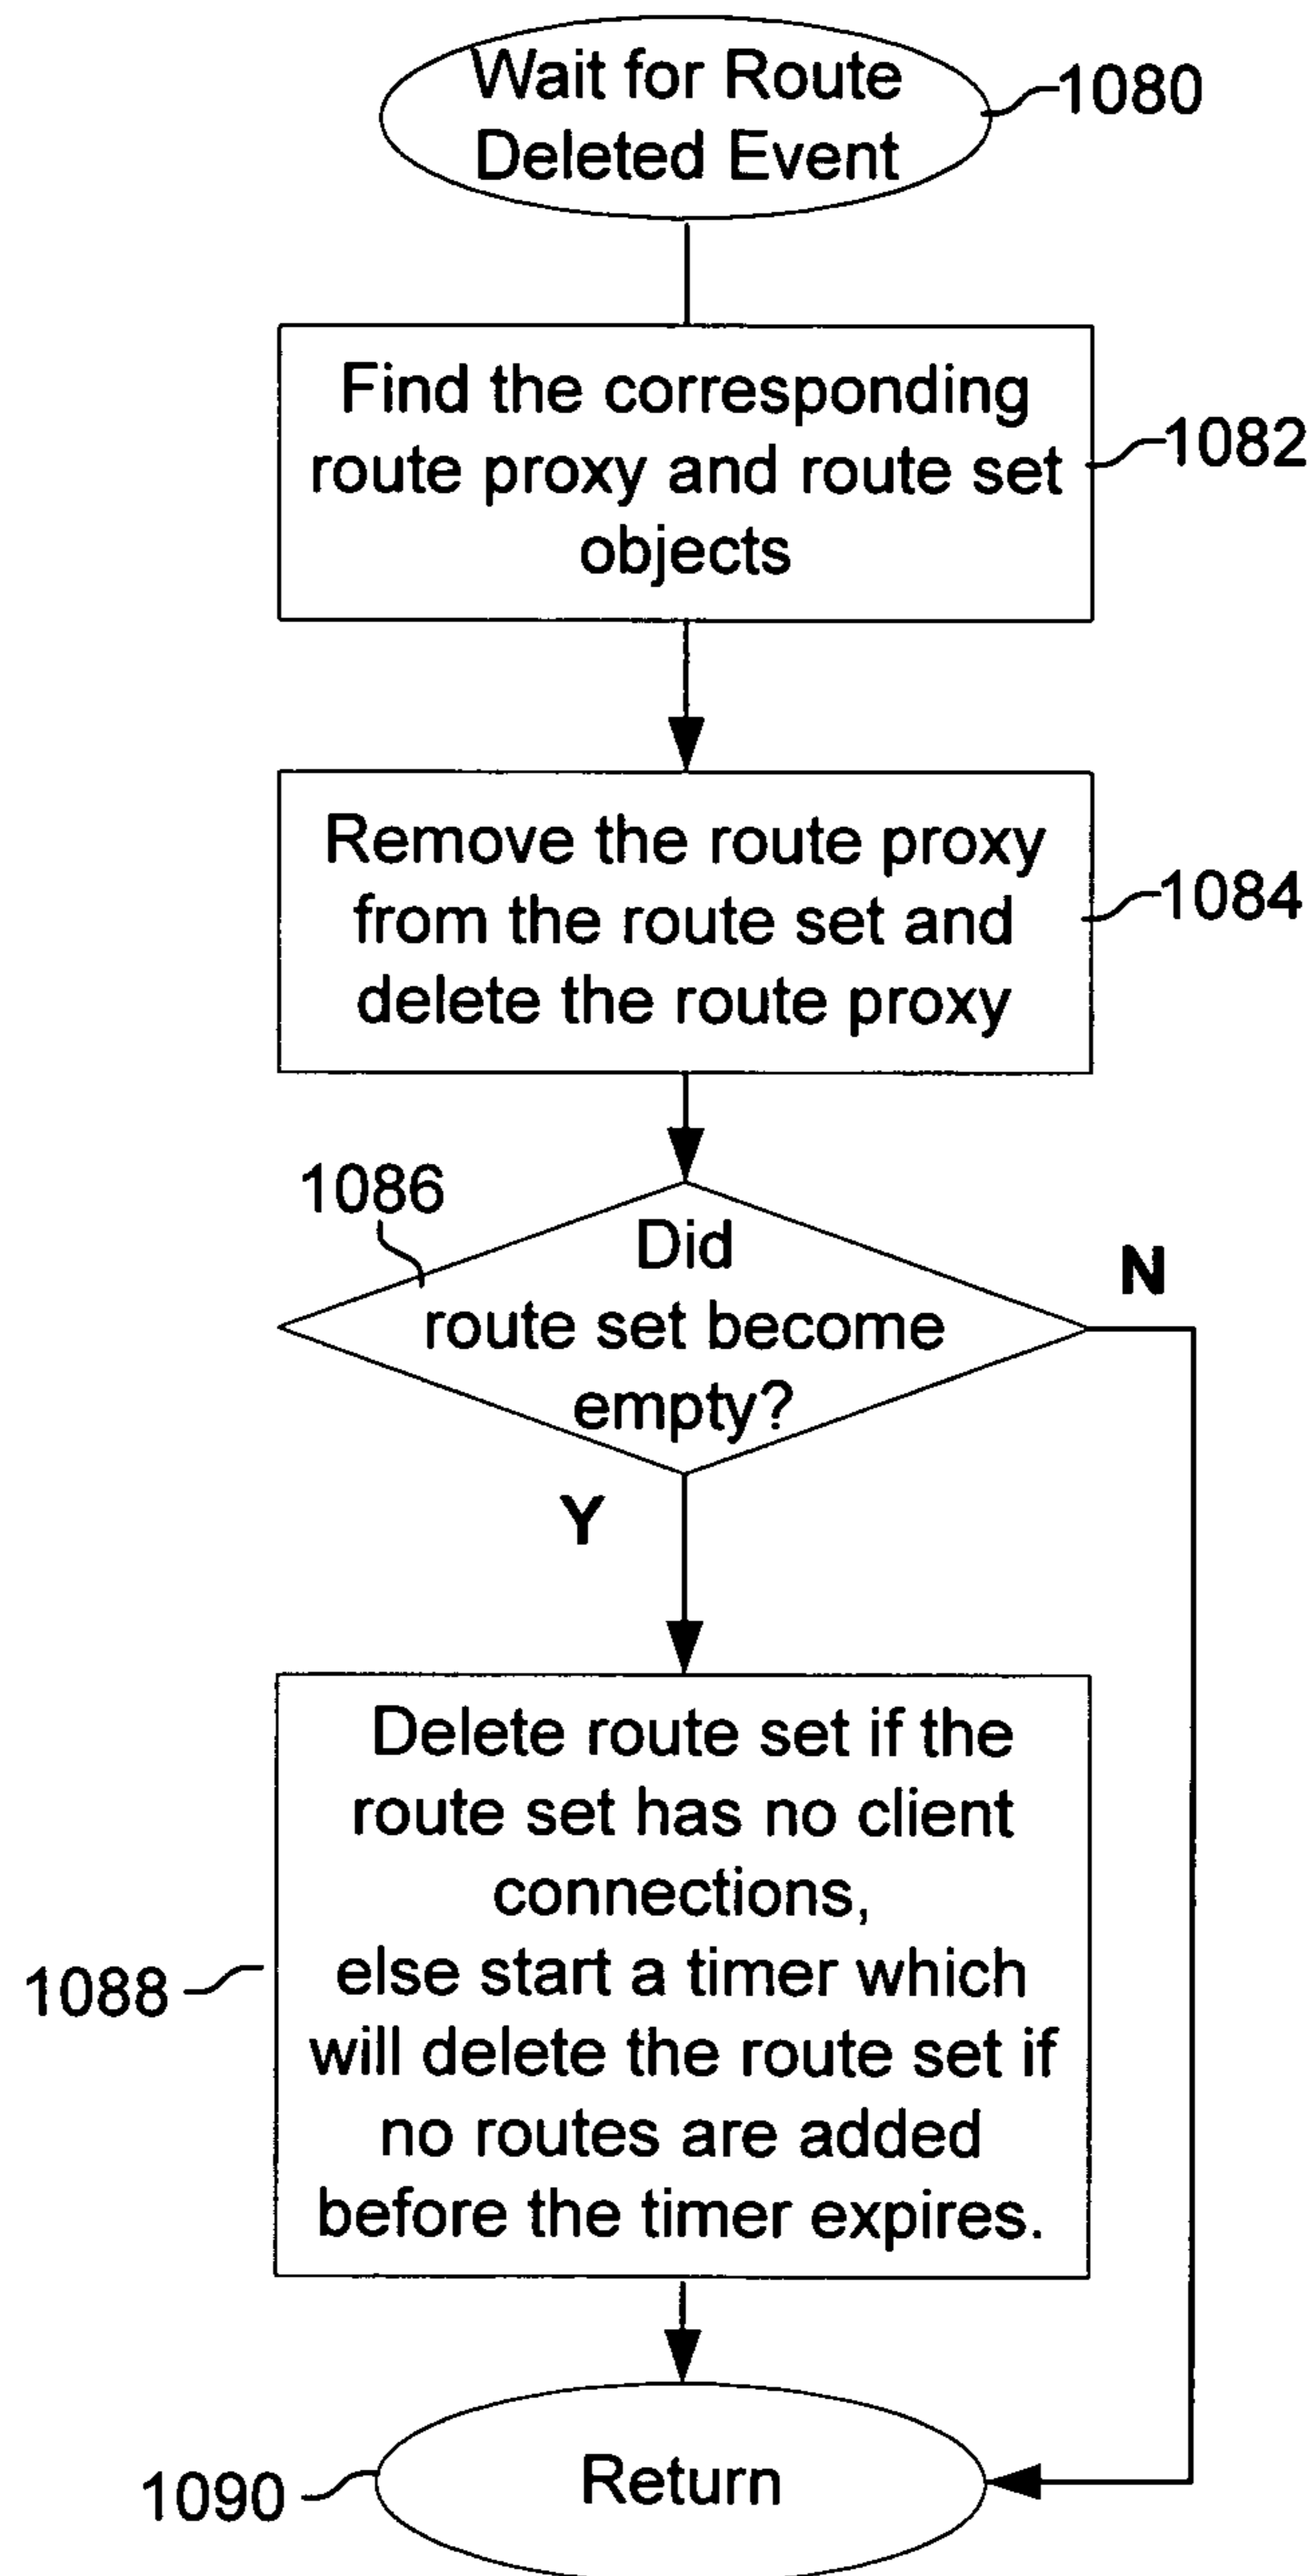 Wait for Route
Deleted Event
1080
Find the corresponding
route proxy and route set
objects
1082
Remove the route proxy
from the route set and
delete the route proxy
1084
1086
Did
route set become
empty?
N
Y
Delete route set if the
route set has no client
connections,
else start a timer which
will delete the route set if
no routes are added
before the timer expires.
1088
Return
1090